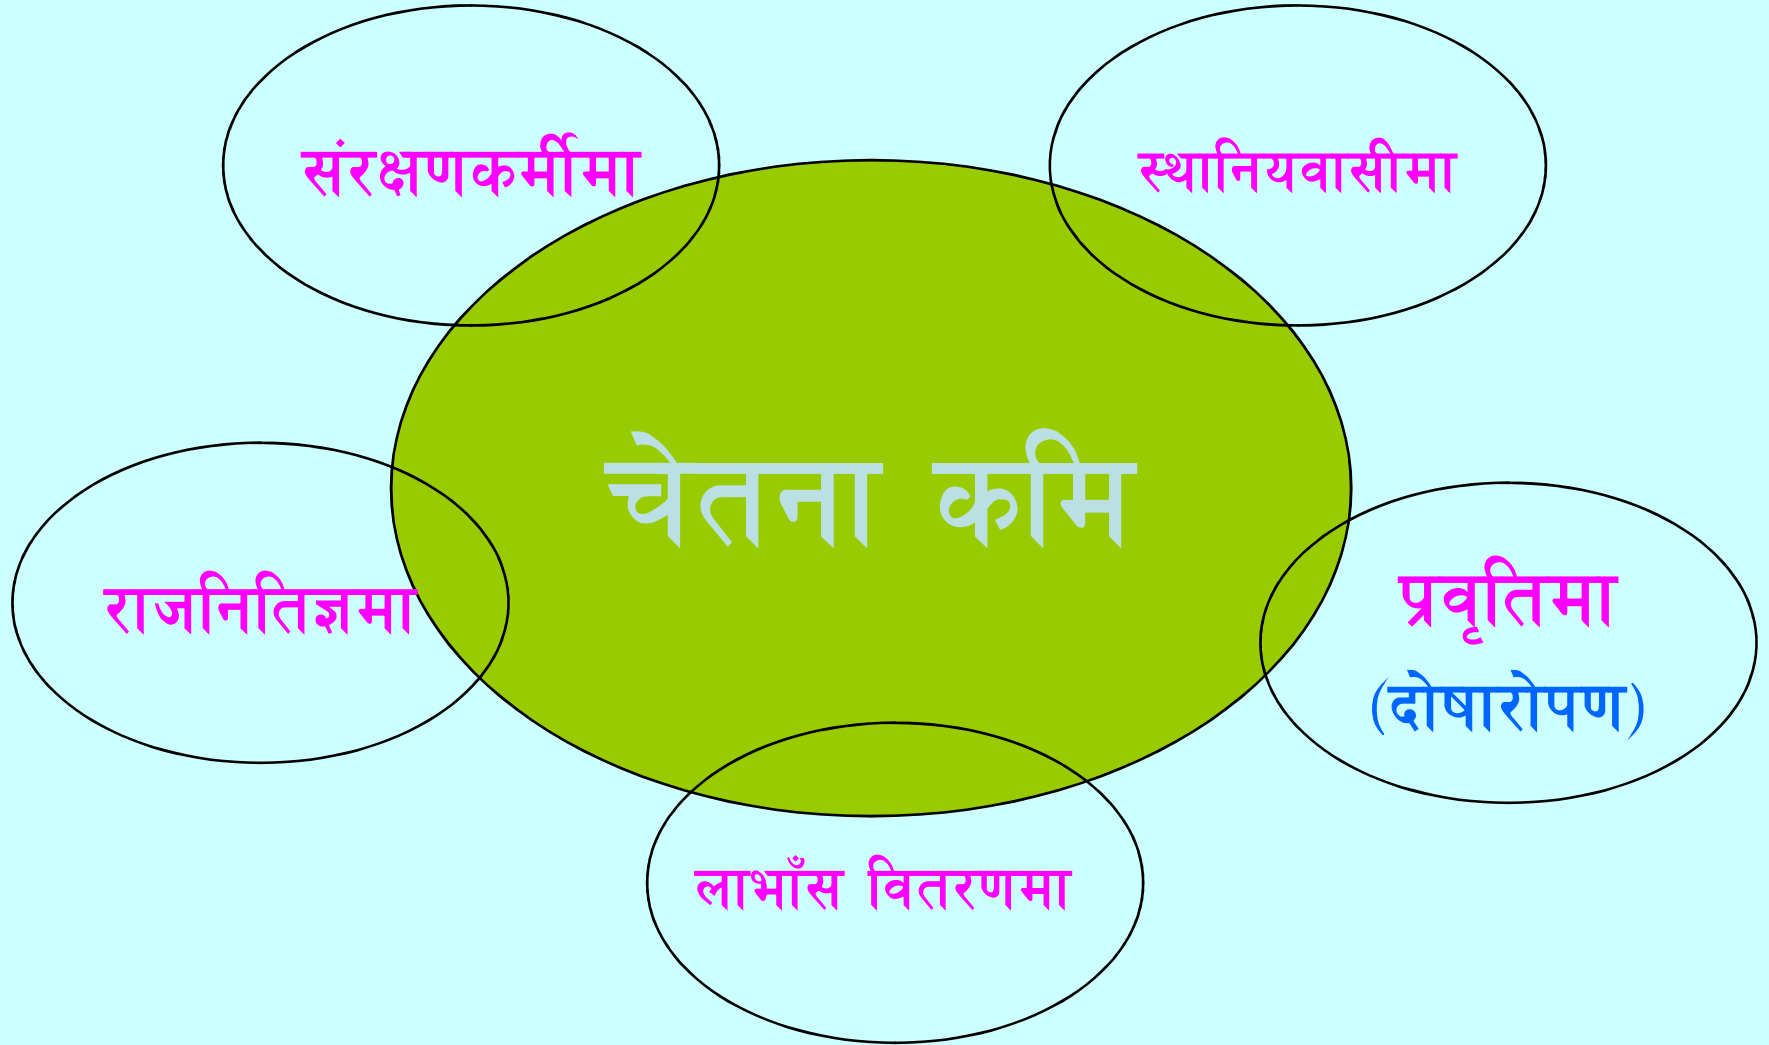 संरक्षणकर्मीमा
स्थानियवासीमा
चेतना कमि
राजनितिज्ञमा
प्रवृतिमा
(दोषारोपण)
लाभाँस वितरणमा